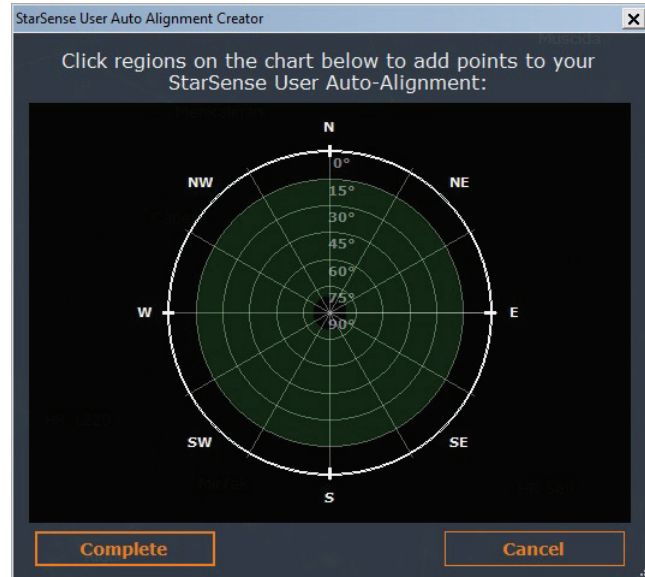 StarSense User Auto Alignment Creator
Click regions on the chart below to add points to your
StarSense User Auto-Alignment:
N
0°
NW
NE
15°
30°
45°
60°
75°
W
E
90°
SW
SE
S
Complete
Cancel